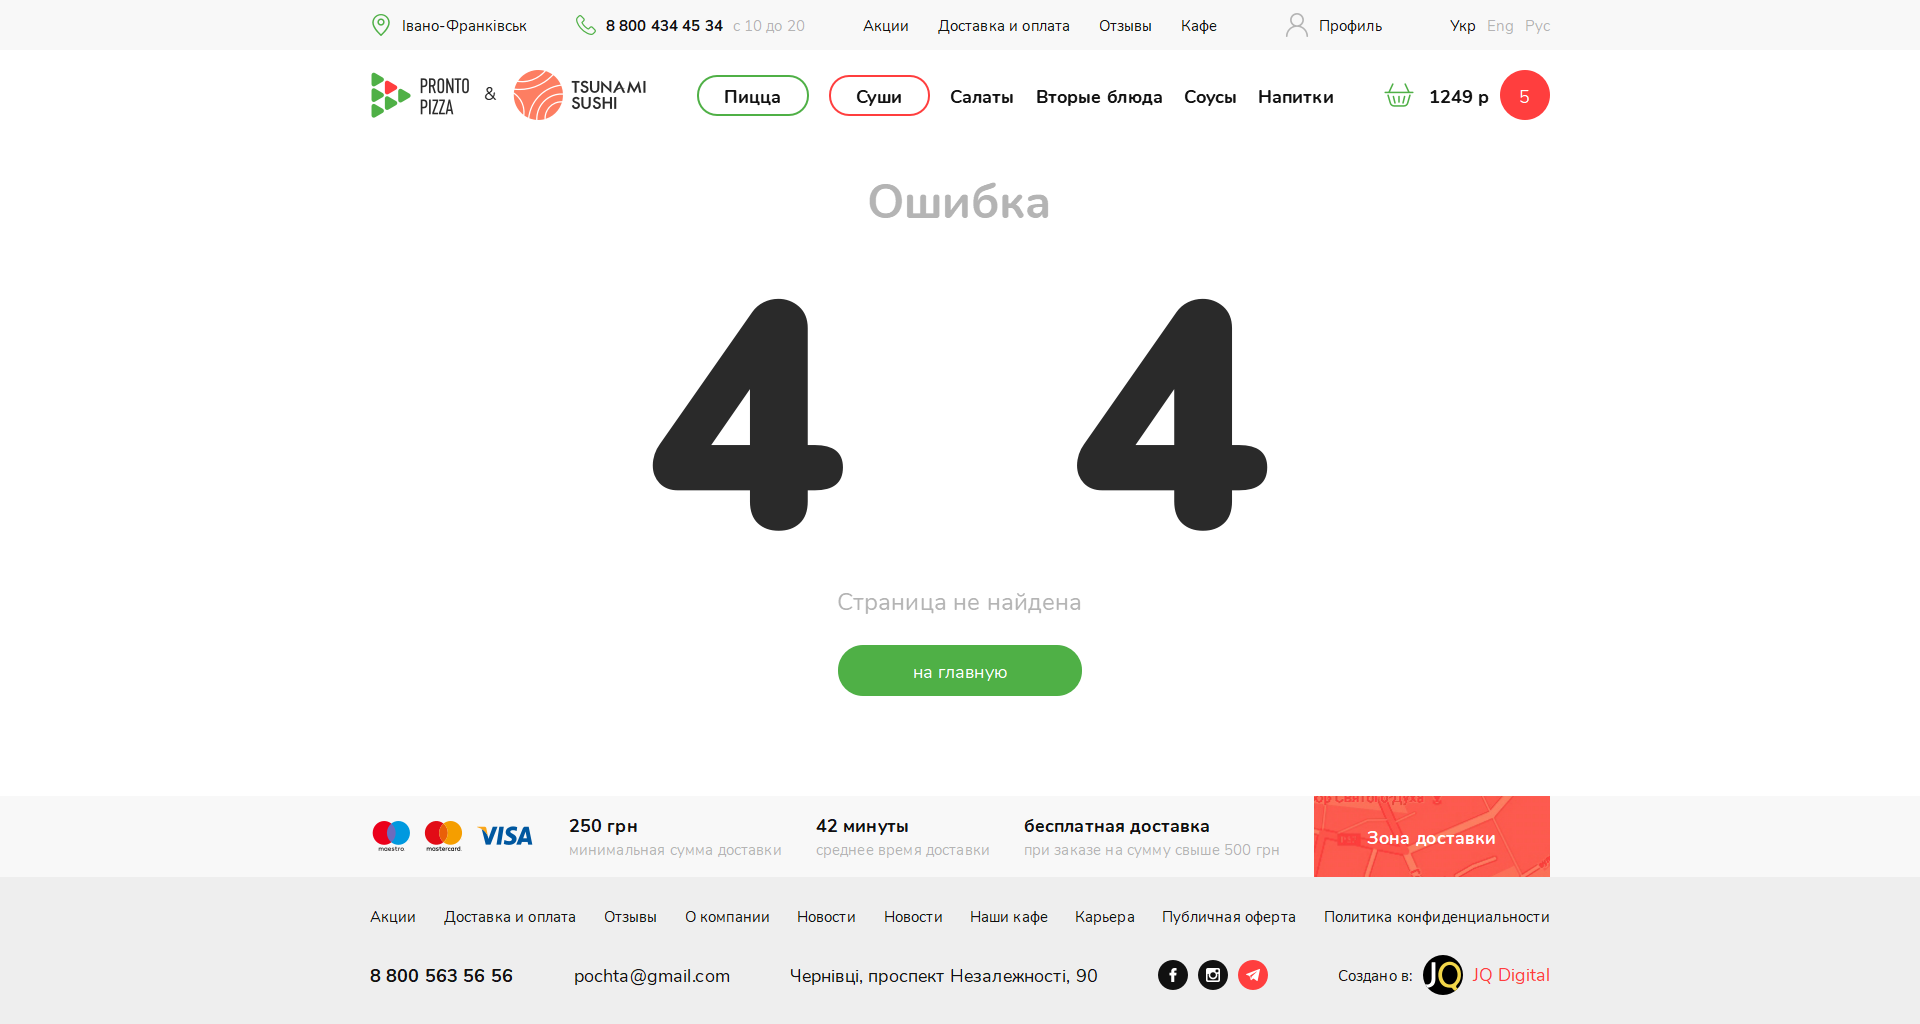 Івано-Франківськ
8 800 434 45 34 с 10 до 20
Акции Доставка и оплата Отзывы Кафе
Профиль
Укр Eng Рус
PRONTO
PIZZA
&
TSUNAMI
SUSHI
Пицца Суши Салаты Вторые блюда Соусы Напитки
1249 р 5
Ошибка
4 4
Страница не найдена
на главную
maestro mastercard VISA
250 грн
минимальная сумма доставки
42 минуты
среднее время доставки
бесплатная доставка
при заказе на сумму свыше 500 грн
Святого Духа
Зона доставки
Акции Доставка и оплата Отзывы О компании Новости Новости Наши кафе Карьера Публичная оферта Политика конфиденциальности
8 800 563 56 56 pochta@gmail.com Чернівці, проспект Незалежності, 90
Создано в: JQ JQ Digital